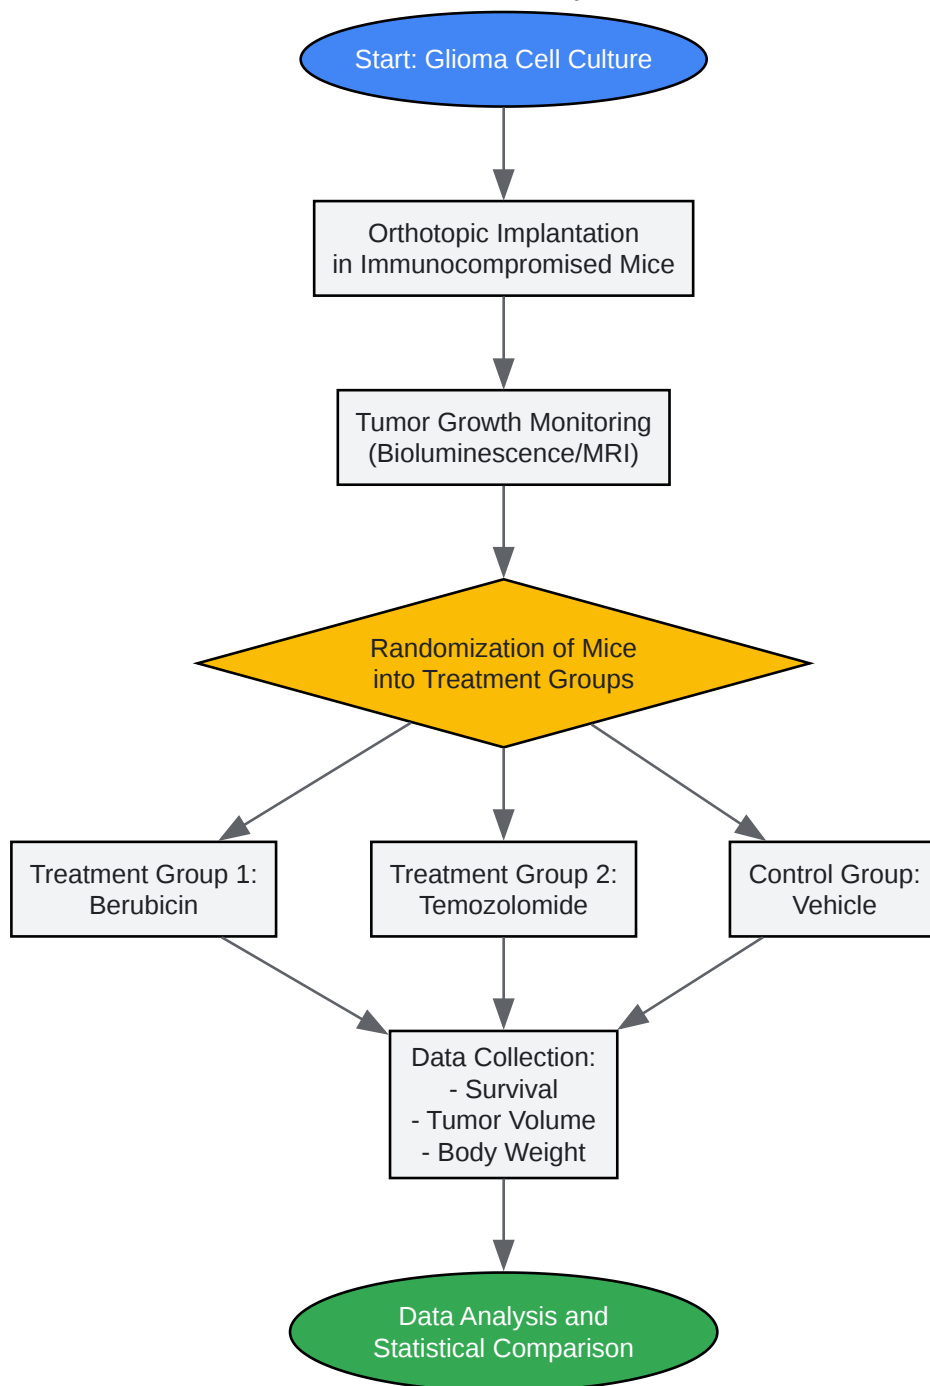 Start: Glioma Cell Culture
Orthotopic Implantation
in Immunocompromised Mice
Tumor Growth Monitoring
(Bioluminescence/MRI)
Randomization of Mice
into Treatment Groups
Treatment Group 1:
Berubicin
Treatment Group 2:
Temozolomide
Control Group:
Vehicle
Data Collection:
- Survival
- Tumor Volume
- Body Weight
Data Analysis and
Statistical Comparison